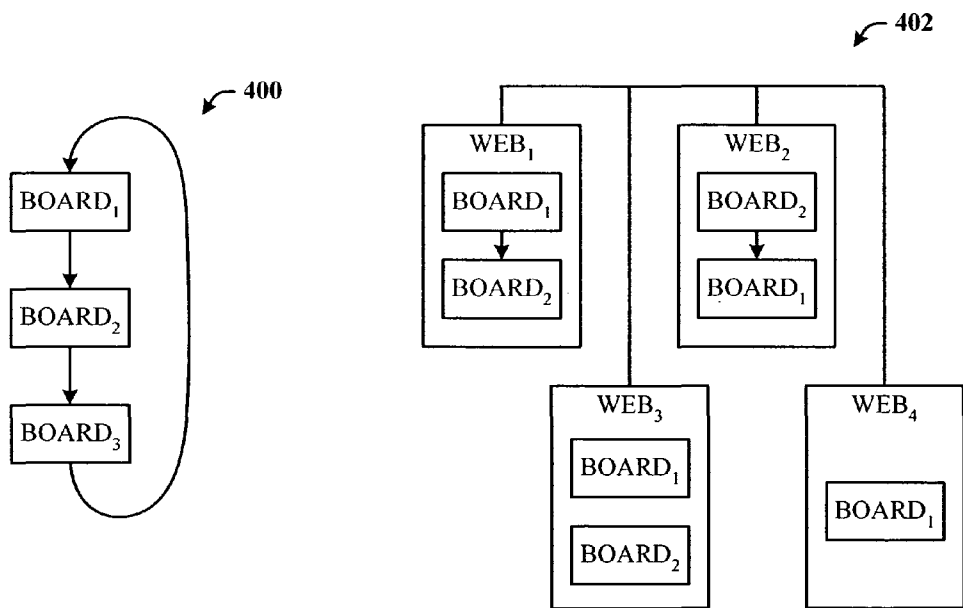 400
BOARD₁
BOARD₂
BOARD₃
402
WEB₁
BOARD₁
BOARD₂
WEB₂
BOARD₂
BOARD₁
WEB₃
BOARD₁
BOARD₂
WEB₄
BOARD₁